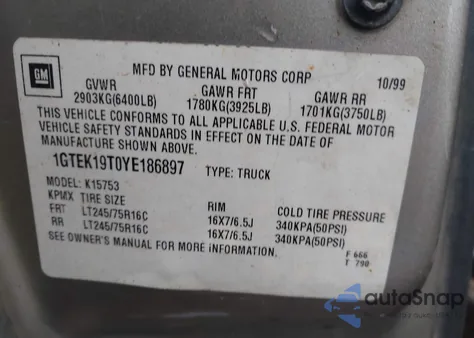 GM
MFD BY GENERAL MOTORS CORP 10/99
GVWR GAWR FRT GAWR RR
2903KG(6400LB) 1780KG(3925LB) 1701KG(3750LB)
THIS VEHICLE CONFORMS TO ALL APPLICABLE U.S. FEDERAL MOTOR
VEHICLE SAFETY STANDARDS IN EFFECT ON THE DATE OF
MANUFACTURE SHOWN ABOVE.
1GTEK19T0YE186897 TYPE: TRUCK
MODEL: K15753
KPMX TIRE SIZE RIM COLD TIRE PRESSURE
FRT LT245/75R16C 16X7/6.5J 340KPA(50PSI)
RR LT245/75R16C 16X7/6.5J 340KPA(50PSI)
SEE OWNER'S MANUAL FOR MORE INFORMATION.
F 666
T 790
autoSnap